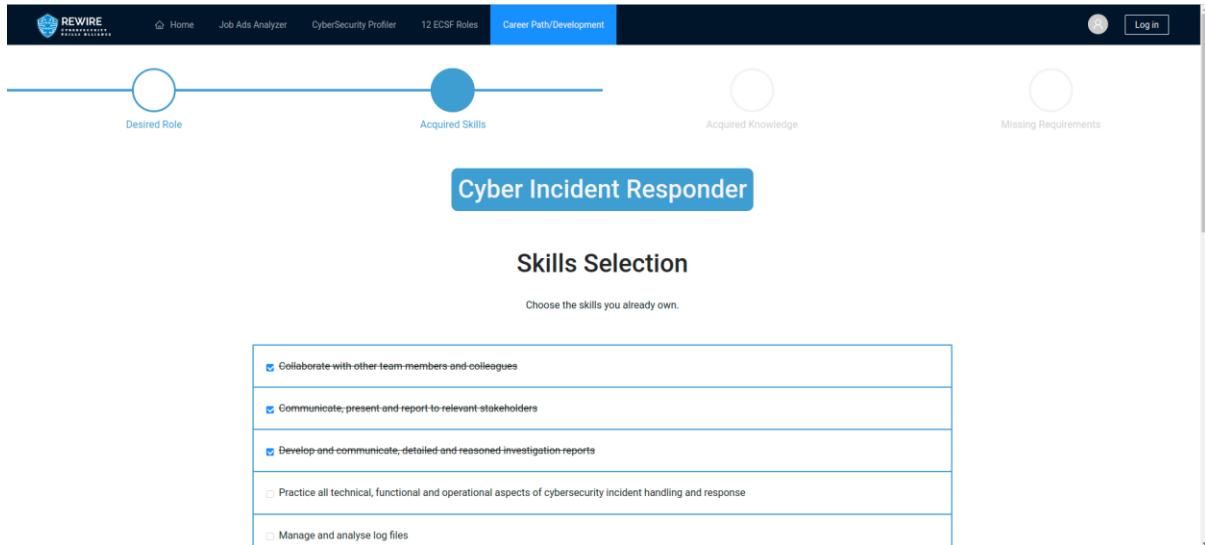 REWIRE
CYBERSECURITY
SKILLS ALLIANCE
Home
Job Ads Analyzer
CyberSecurity Profiler
12 ECSF Roles
Career Path/Development
Log in
Desired Role
Acquired Skills
Acquired Knowledge
Missing Requirements
Cyber Incident Responder
Skills Selection
Choose the skills you already own.
Collaborate with other team members and colleagues
Communicate, present and report to relevant stakeholders
Develop and communicate, detailed and reasoned investigation reports
Practice all technical, functional and operational aspects of cybersecurity incident handling and response
Manage and analyse log files